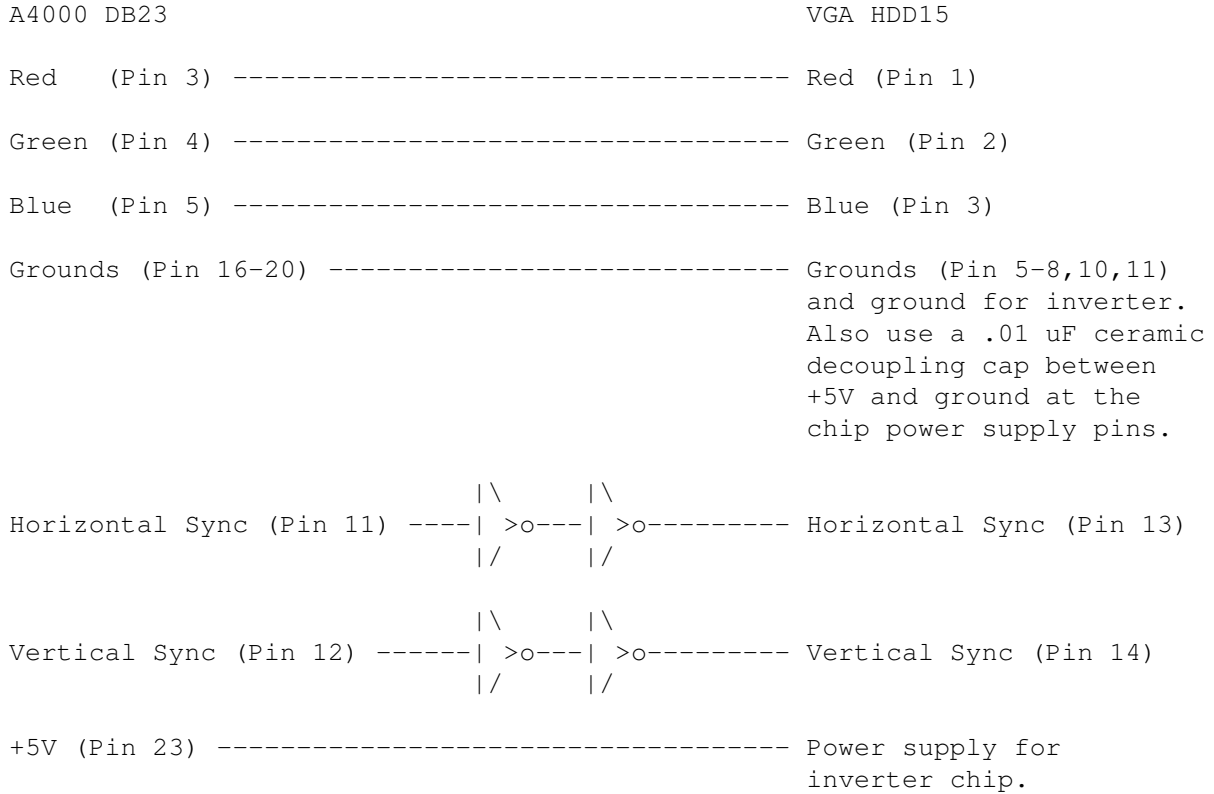 A4000 DB23 VGA HDD15
Red (Pin 3) ----------------------------------- Red (Pin 1)
Green (Pin 4) ----------------------------------- Green (Pin 2)
Blue (Pin 5) ----------------------------------- Blue (Pin 3)
Grounds (Pin 16-20) ----------------------------- Grounds (Pin 5-8,10,11)
and ground for inverter.
Also use a .01 uF ceramic
decoupling cap between
+5V and ground at the
chip power supply pins.
|\ |\
Horizontal Sync (Pin 11) ----| >o---| >o--------- Horizontal Sync (Pin 13)
|/ |/
|\ |\
Vertical Sync (Pin 12) ------| >o---| >o--------- Vertical Sync (Pin 14)
|/ |/
+5V (Pin 23) ------------------------------------ Power supply for
inverter chip.